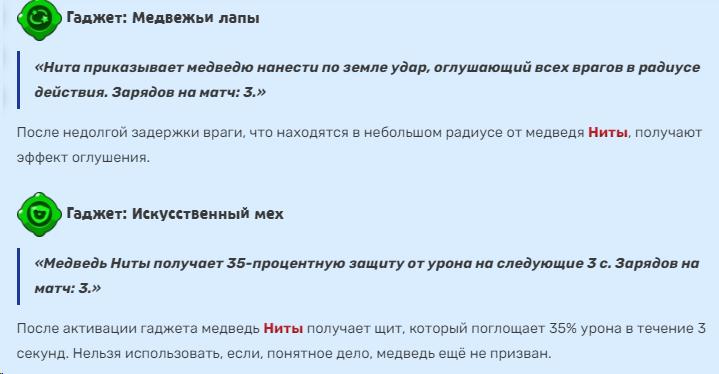 Гаджет: Медвежьи лапы
«Нита приказывает медведю нанести по земле удар, оглушающий всех врагов в радиусе
действия. Зарядов на матч: 3.»
После недолгой задержки враги, что находятся в небольшом радиусе от медведя Ниты, получают
эффект оглушения.
Гаджет: Искусственный мех
«Медведь Ниты получает 35-процентную защиту от урона на следующие 3 с. Зарядов на
матч: 3.»
После активации гаджета медведь Ниты получает щит, который поглощает 35% урона в течение 3
секунд. Нельзя использовать, если, понятное дело, медведь ещё не призван.